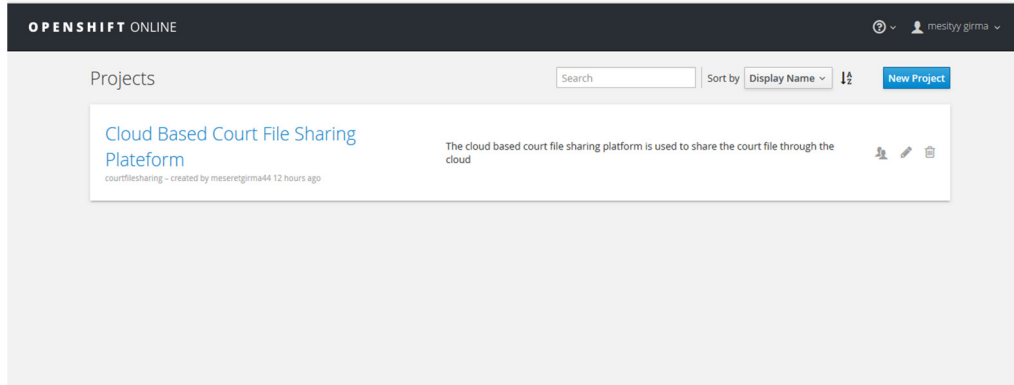 OPENSHIFT ONLINE
mesityy girma
Projects
Search
Sort by
Display Name
New Project
Cloud Based Court File Sharing
Plateform
courtfilesharing – created by meseretgirma44 12 hours ago
The cloud based court file sharing platform is used to share the court file through the
cloud